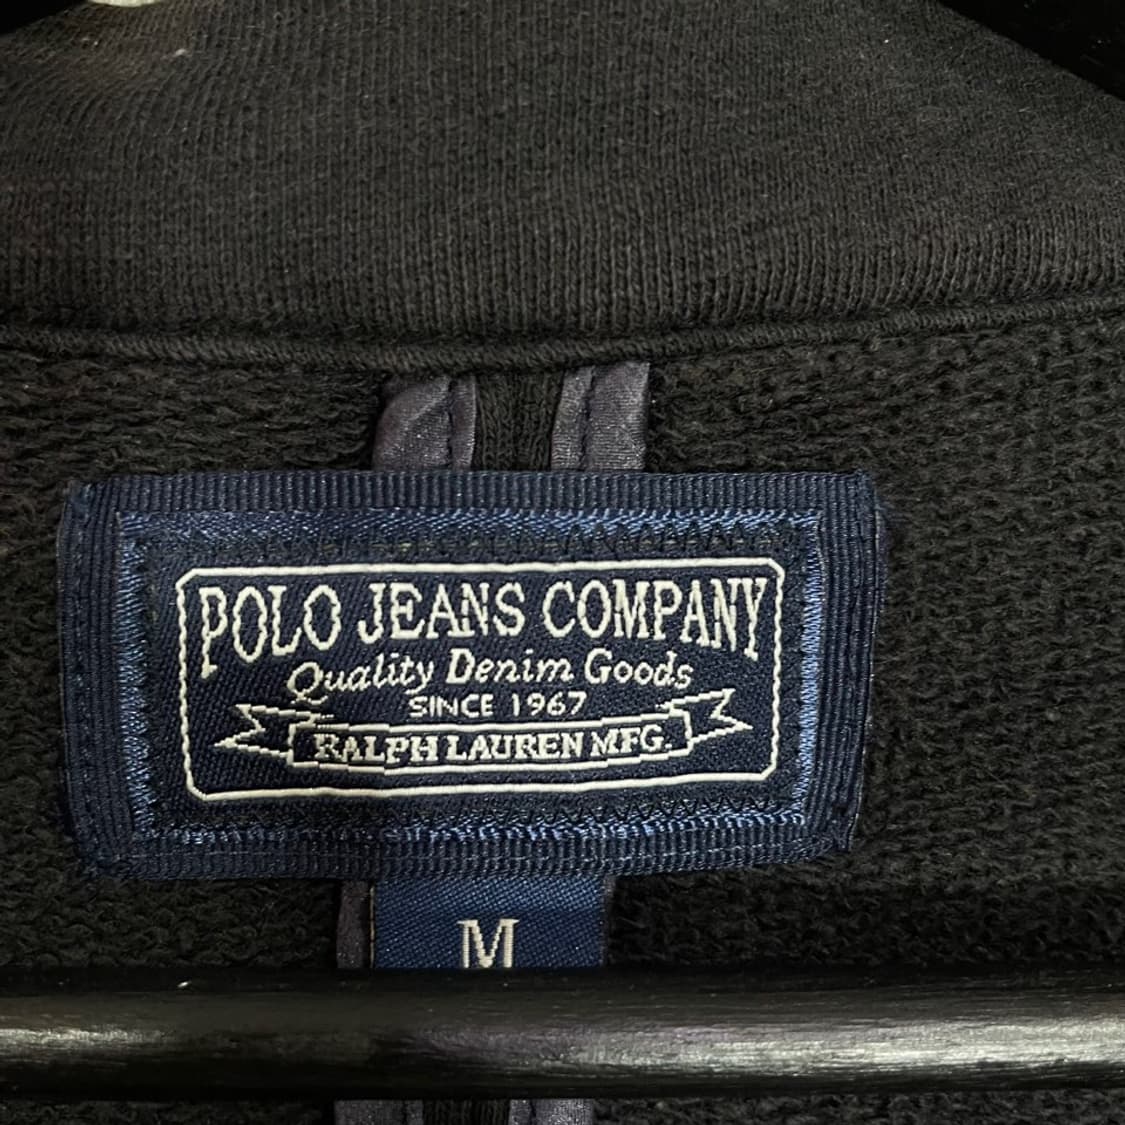 POLO JEANS COMPANY
Quality Denim Goods
SINCE 1967
RALPH LAUREN MFG.
M